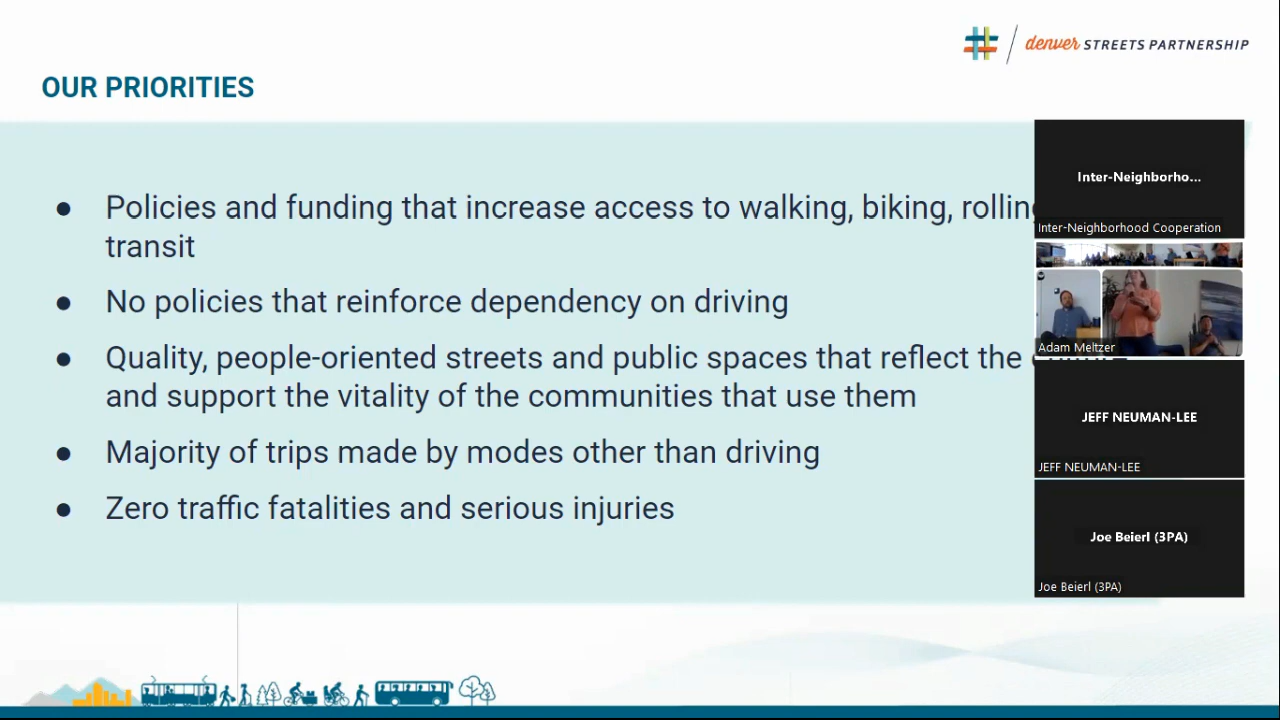 denver STREETS PARTNERSHIP
OUR PRIORITIES
Policies and funding that increase access to walking, biking, rolling
transit
No policies that reinforce dependency on driving
Quality, people-oriented streets and public spaces that reflect the
and support the vitality of the communities that use them
Majority of trips made by modes other than driving
Zero traffic fatalities and serious injuries
Inter-Neighborho...
Inter-Neighborhood Cooperation
Adam Meltzer
JEFF NEUMAN-LEE
JEFF NEUMAN-LEE
Joe Beierl (3PA)
Joe Beierl (3PA)